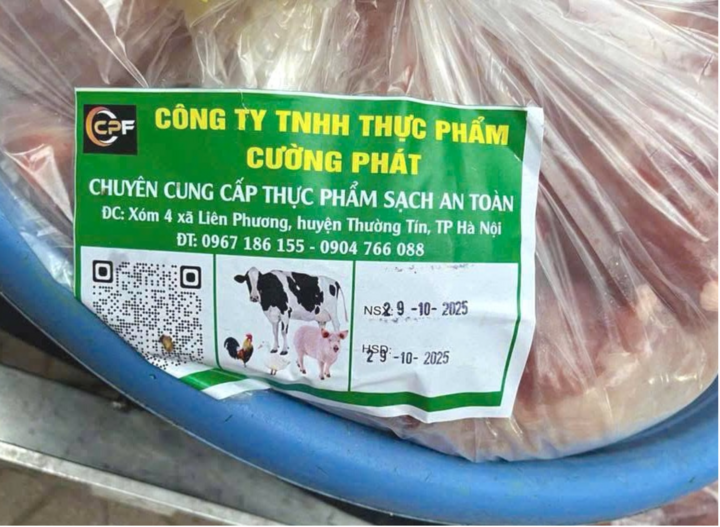 CPF
CÔNG TY TNHH THỰC PHẨM
CƯỜNG PHÁT
CHUYÊN CUNG CẤP THỰC PHẨM SẠCH AN TOÀN
ĐC: Xóm 4 xã Liên Phương, huyện Thường Tín, TP Hà Nội
ĐT: 0967 186 155 - 0904 766 088
NSX: 29 -10- 2025
HSD:
29 -10- 2025